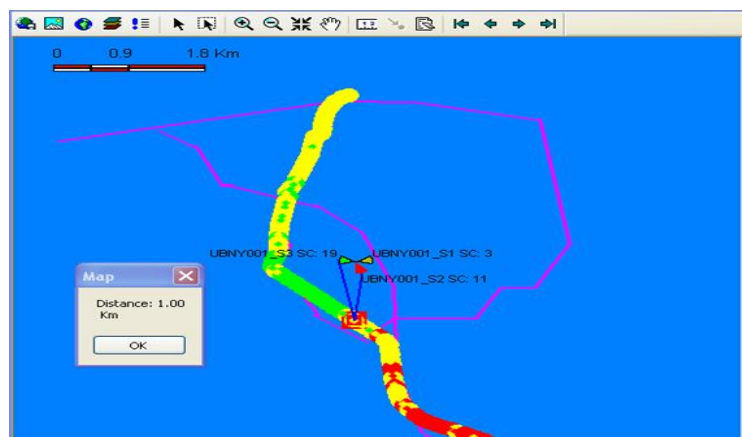 0 0.9 1.8 Km
UBNY001_S3 SC: 19 UBNY001_S1 SC: 3
UBNY001_S2 SC: 11
Map
Distance: 1.00
Km
OK